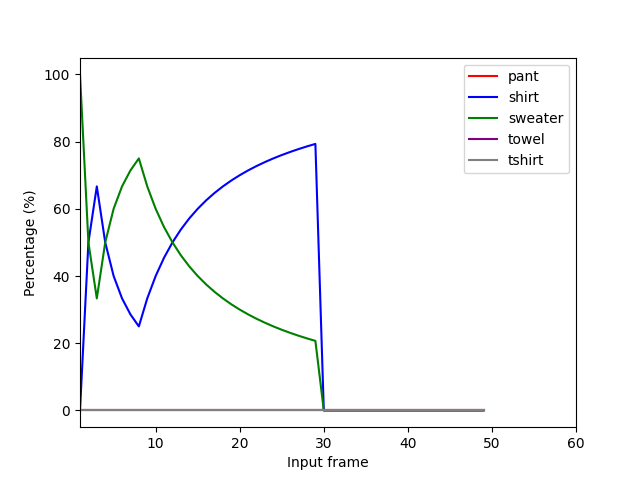 100
80
60
40
20
0
Percentage (%)
10 20 30 40 50 60
Input frame
pant
shirt
sweater
towel
tshirt